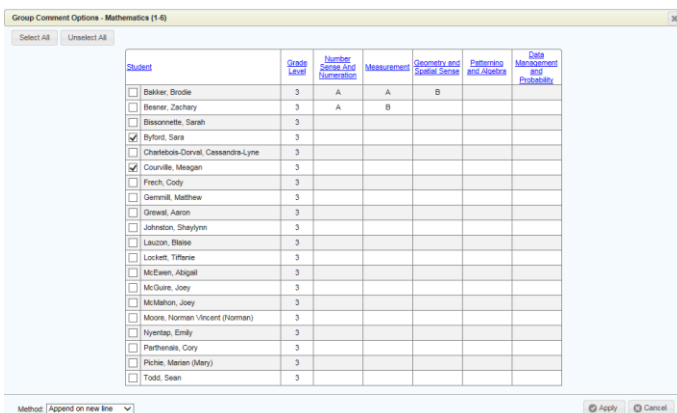 Group Comment Options - Mathematics (1-6)
Select All Unselect All
Student Grade Level Number Sense And Numeration Measurement Geometry and Spatial Sense Patterning and Algebra Data Management and Probability
Bakker, Brodie 3 A A B
Besner, Zachary 3 A B
Bissonnette, Sarah 3
Byford, Sara 3
Charlebois-Dorval, Cassandra-Lyne 3
Courville, Meagan 3
Frech, Cody 3
Gemmill, Matthew 3
Grewal, Aaron 3
Johnston, Shaylynn 3
Lauzon, Blaise 3
Lockett, Tiffanie 3
McEwen, Abigail 3
McGuire, Joey 3
McMahon, Joey 3
Moore, Norman Vincent (Norman) 3
Nyentap, Emily 3
Parthenais, Cory 3
Pichie, Marian (Mary) 3
Todd, Sean 3
Method: Append on new line Apply Cancel